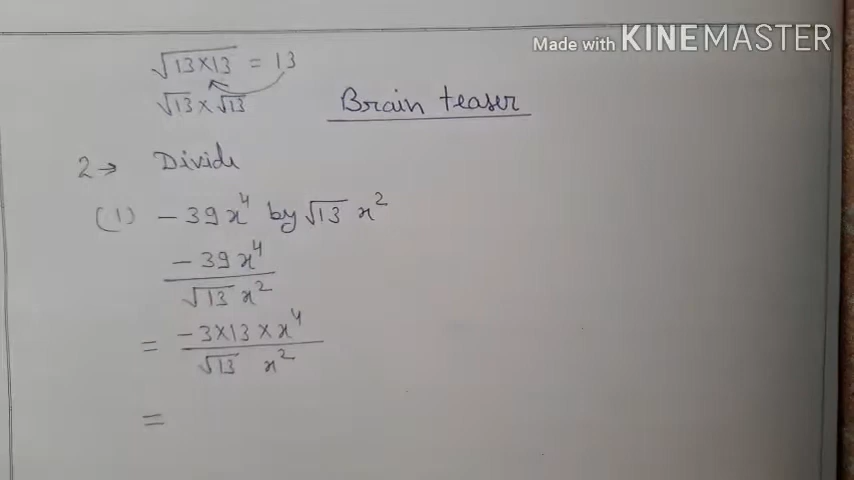 Made with KINEMASTER
√13×13 = 13
√13 × √13
Brain teaser
2→ Divide
(1) -39x⁴ by √13 x²
-39x⁴
√13 x²
= -3×13×x⁴
√13 x²
=